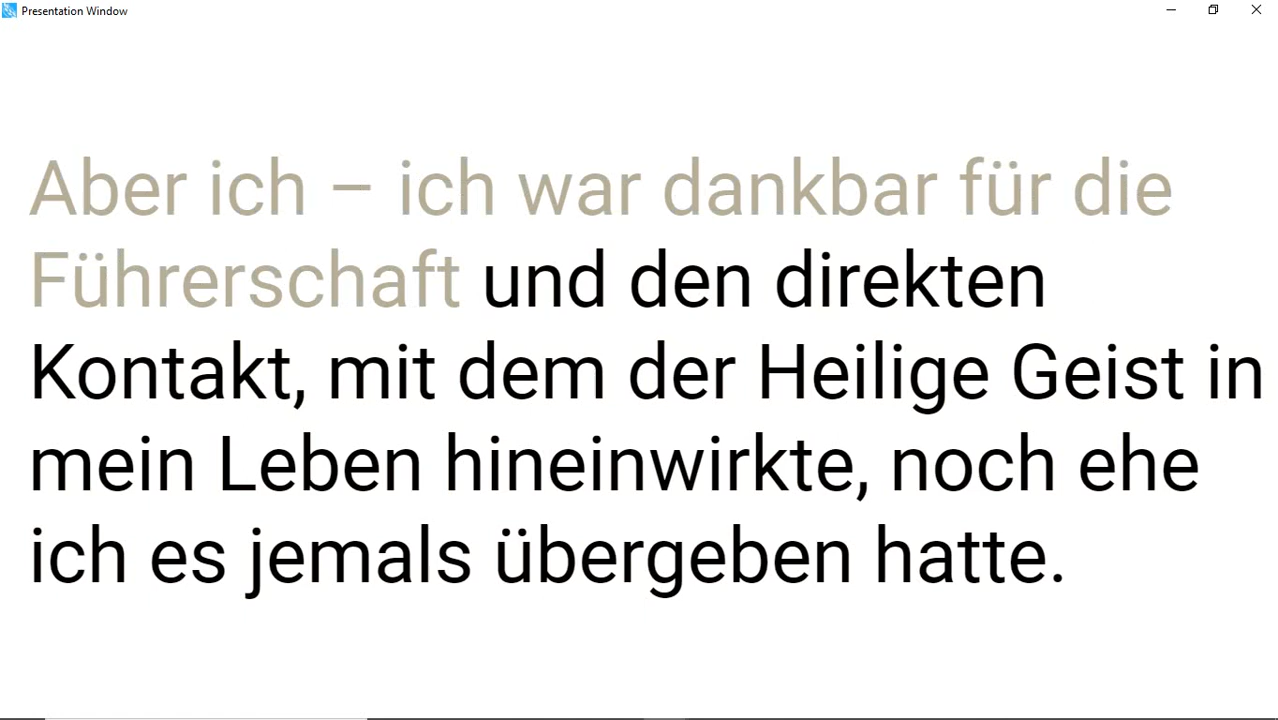 Presentation Window
Aber ich – ich war dankbar für die
Führerschaft und den direkten
Kontakt, mit dem der Heilige Geist in
mein Leben hineinwirkte, noch ehe
ich es jemals übergeben hatte.